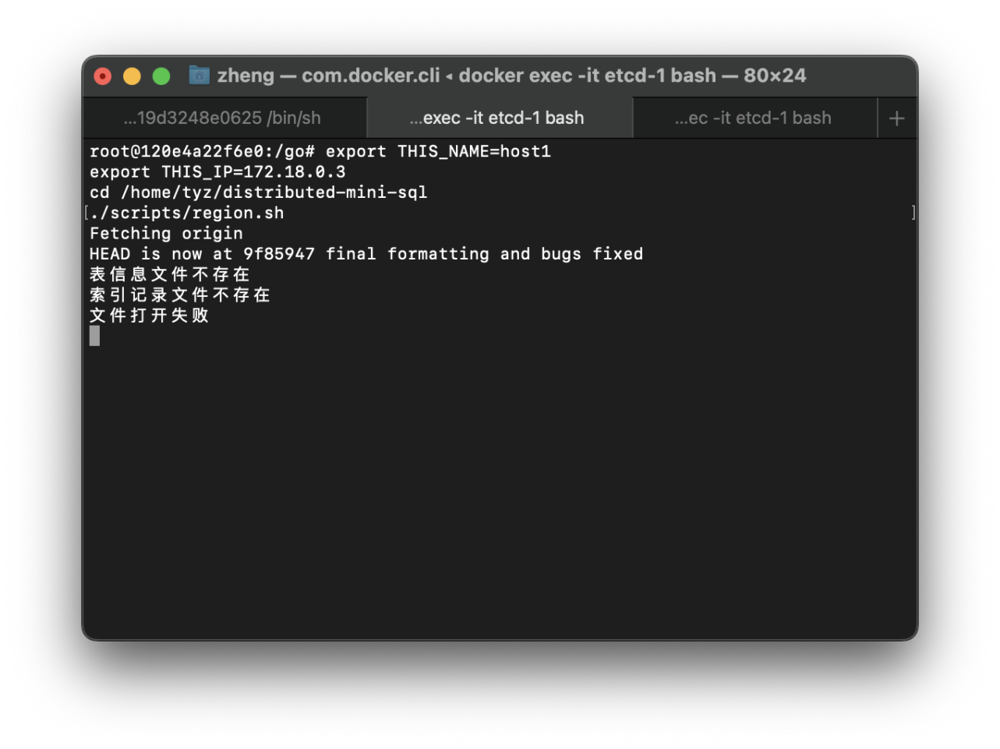 zheng — com.docker.cli ◂ docker exec -it etcd-1 bash — 80×24
...19d3248e0625 /bin/sh
...exec -it etcd-1 bash
...ec -it etcd-1 bash
+
root@120e4a22f6e0:/go# export THIS_NAME=host1
export THIS_IP=172.18.0.3
cd /home/tyz/distributed-mini-sql
[./scripts/region.sh ]
Fetching origin
HEAD is now at 9f85947 final formatting and bugs fixed
表信息文件不存在
索引记录文件不存在
文件打开失败